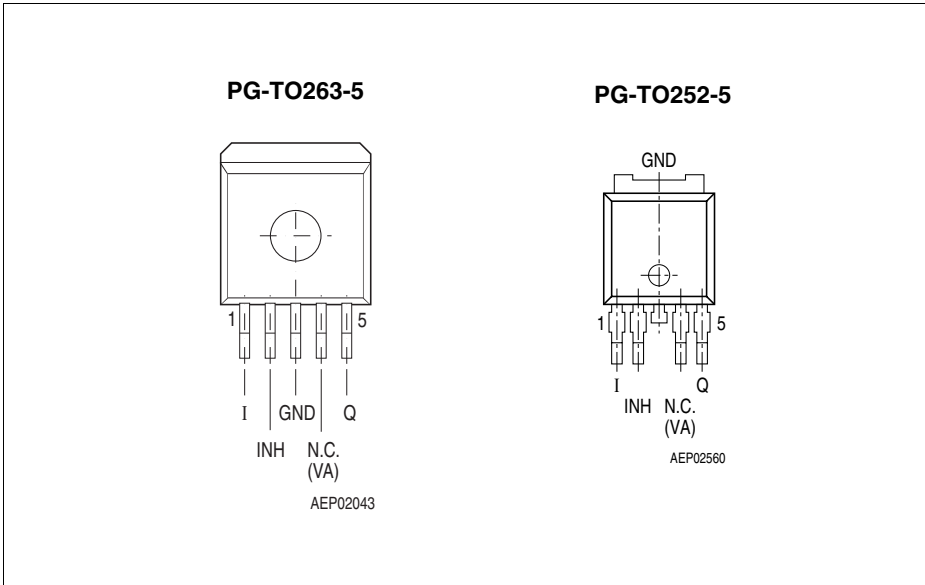 PG-TO263-5
1
5
I
GND
Q
INH
N.C.
(VA)
AEP02043
PG-TO252-5
GND
1
5
I
Q
INH
N.C.
(VA)
AEP02560